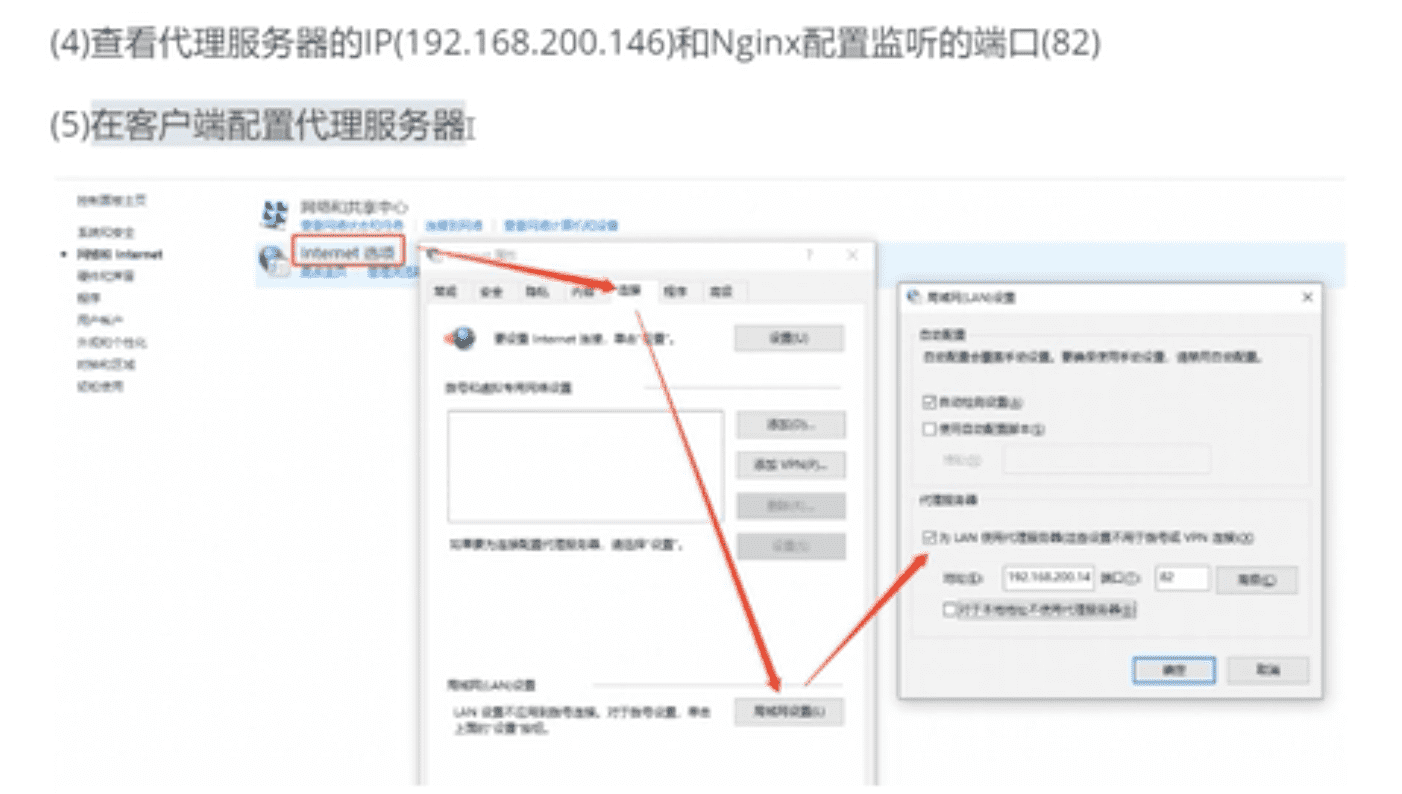 (4)查看代理服务器的IP(192.168.200.146)和Nginx配置监听的端口(82)
(5)在客户端配置代理服务器
控制面板主页
系统和安全
网络和 Internet
硬件和声音
程序
用户帐户
外观和个性化
时钟和区域
轻松使用
网络和共享中心
查看网络状态和任务 连接到网络 查看网络计算机和设备
Internet 选项
常规 安全 隐私 内容 连接 程序 高级
要设置 Internet 连接，单击“设置”。 设置(U)
拨号和虚拟专用网络设置
添加(D)...
添加 VPN(P)...
删除(R)...
设置(S)
如果要为连接配置代理服务器，请选择“设置”。
局域网(LAN)设置
LAN 设置不应用到拨号连接。对于拨号设置，单击
上面的“设置”按钮。
局域网设置(L)
局域网(LAN)设置
自动配置
自动配置会覆盖手动设置。要确保使用手动设置，请禁用自动配置。
自动检测设置(A)
使用自动配置脚本(S)
地址(R)
代理服务器
为 LAN 使用代理服务器(这些设置不用于拨号或 VPN 连接)(X)
地址(E): 192.168.200.14 端口(T): 82 高级(C)
对于本地地址不使用代理服务器(B)
确定 取消